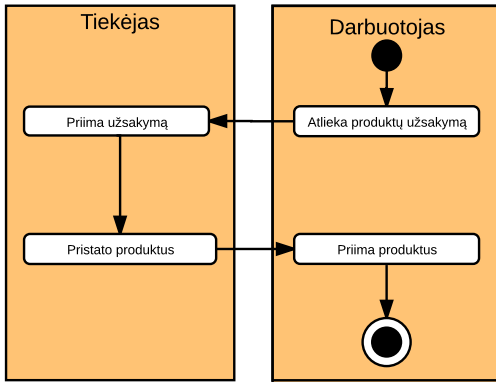 Tiekėjas
Darbuotojas
Priima užsakymą
Atlieka produktų užsakymą
Pristato produktus
Priima produktus